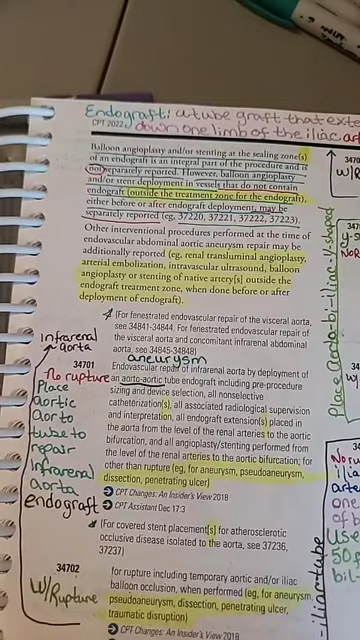 Endograft: a tube graft that exte
CPT 2022
down one limb of the iliac art
Balloon angioplasty and/or stenting at the sealing zone(s)
of an endograft is an integral part of the procedure and is
not separately reported. However, balloon angioplasty
and/or stent deployment in vessels that do not contain
endograft (outside the treatment zone for the endograft),
either before or after endograft deployment, may be
separately reported (eg, 37220, 37221, 37222, 37223).
Other interventional procedures performed at the time of
endovascular abdominal aortic aneurysm repair may be
additionally reported (eg, renal transluminal angioplasty,
arterial embolization, intravascular ultrasound, balloon
angioplasty or stenting of native artery[s] outside the
endograft treatment zone, when done before or after
deployment of endograft).
(For fenestrated endovascular repair of the visceral aorta,
see 34841-34844. For fenestrated endovascular repair of
the visceral aorta and concomitant infrarenal abdominal
aorta, see 34845-34848)
Infrarenal
aorta
aneurysm
34701
Endovascular repair of infrarenal aorta by deployment of
an aorto-aortic tube endograft including pre-procedure
sizing and device selection, all nonselective
catheterization(s), all associated radiological supervision
and interpretation, all endograft extension(s) placed in
the aorta from the level of the renal arteries to the aortic
bifurcation, and all angioplasty/stenting performed from
the level of the renal arteries to the aortic bifurcation; for
other than rupture (eg, for aneurysm, pseudoaneurysm,
dissection, penetrating ulcer)
No rupture
Place
aortic
aorto
tube to
repair
infrarenal
aorta
endograft
CPT Changes: An Insider's View 2018
CPT Assistant Dec 17:3
(For covered stent placement(s) for atherosclerotic
occlusive disease isolated to the aorta, see 37236,
37237)
34702
for rupture including temporary aortic and/or iliac
balloon occlusion, when performed (eg, for aneurysm,
pseudoaneurysm, dissection, penetrating ulcer,
traumatic disruption)
W/Rupture
CPT Changes: An Insider's View 2018
3470
W/R
Place Aorto-bi-iliac-y-shaped
No ru
ilia
arte
one
of
Use
50
bil
-iliac-tube